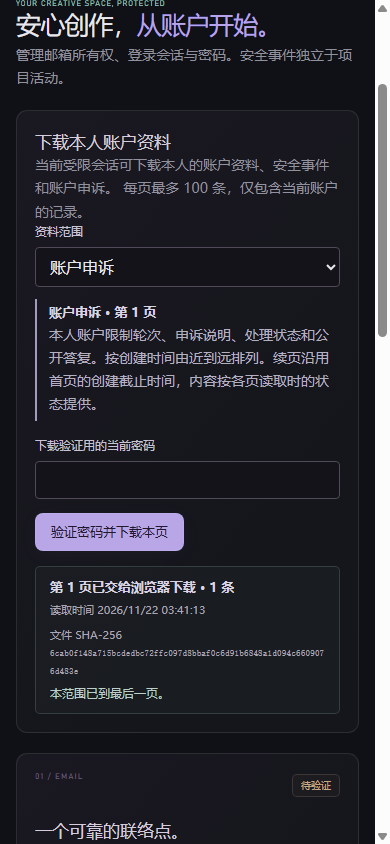 YOUR CREATIVE SPACE, PROTECTED
安心创作，从账户开始。
管理邮箱所有权、登录会话与密码。安全事件独立于项
目活动。
下载本人账户资料
当前受限会话可下载本人的账户资料、安全事件
和账户申诉。 每页最多 100 条，仅包含当前账户
的记录。
资料范围
账户申诉
账户申诉 • 第 1 页
本人账户限制轮次、申诉说明、处理状态和公
开答复。按创建时间由近到远排列。续页沿用
首页的创建截止时间，内容按各页读取时的状
态提供。
下载验证用的当前密码
验证密码并下载本页
第 1 页已交给浏览器下载 • 1 条
读取时间 2026/11/22 03:41:13
文件 SHA-256
6cab0f148a715bcdedbc72ffc097d8bbaf0c6d91b6848a1d094c660907
6d483e
本范围已到最后一页。
01 / EMAIL
待验证
一个可靠的联络点。